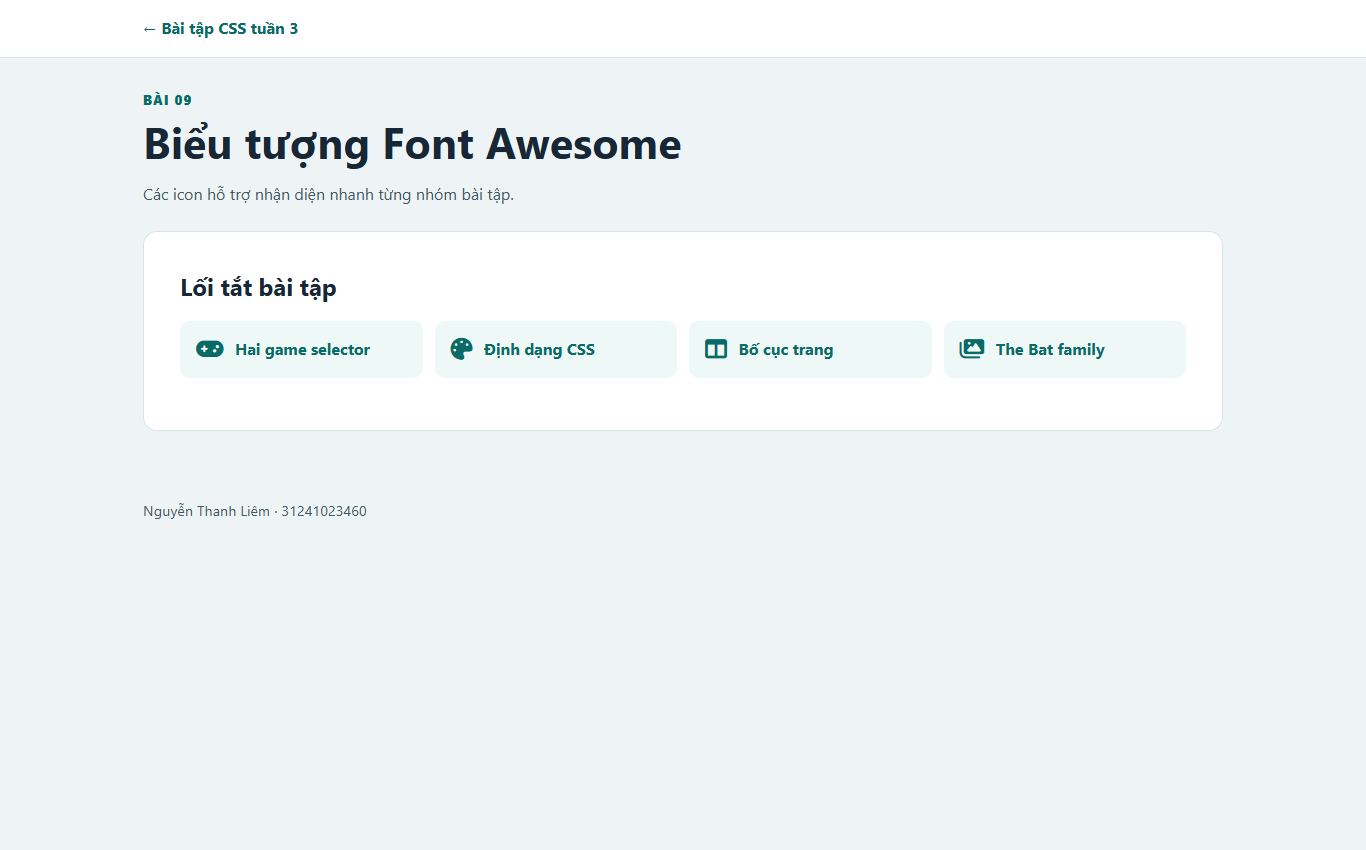 ← Bài tập CSS tuần 3
BÀI 09
Biểu tượng Font Awesome
Các icon hỗ trợ nhận diện nhanh từng nhóm bài tập.
Lối tắt bài tập
Hai game selector
Định dạng CSS
Bố cục trang
The Bat family
Nguyễn Thanh Liêm · 31241023460